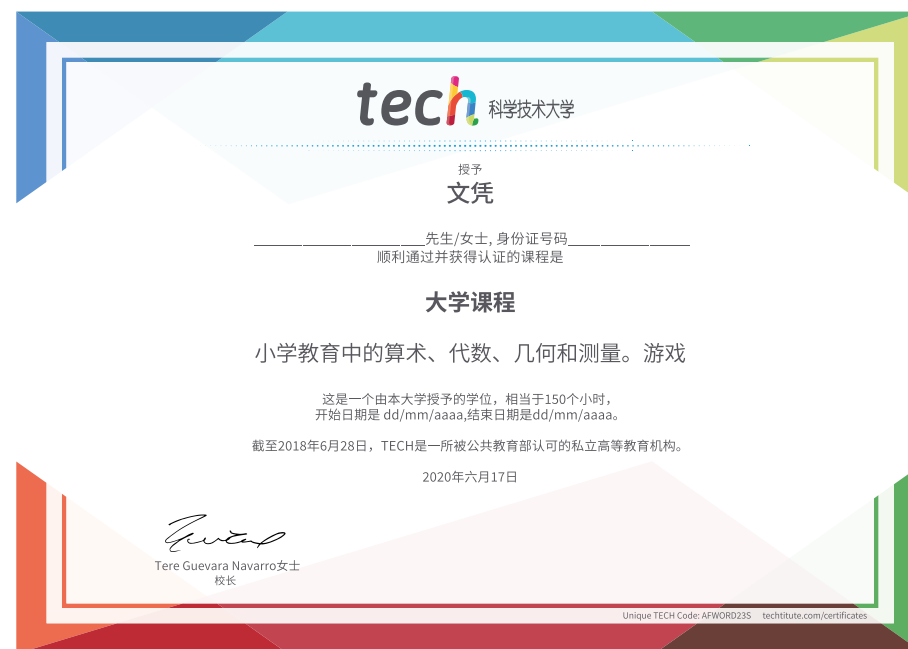 tech 科学技术大学
授予
文凭
_______________________先生/女士, 身份证号码_______________
顺利通过并获得认证的课程是
大学课程
小学教育中的算术、代数、几何和测量。游戏
这是一个由本大学授予的学位，相当于150个小时，
开始日期是 dd/mm/aaaa,结束日期是dd/mm/aaaa。
截至2018年6月28日，TECH是一所被公共教育部认可的私立高等教育机构。
2020年六月17日
Tere Guevara Navarro女士
校长
Unique TECH Code: AFWORD23S techtitute.com/certificates